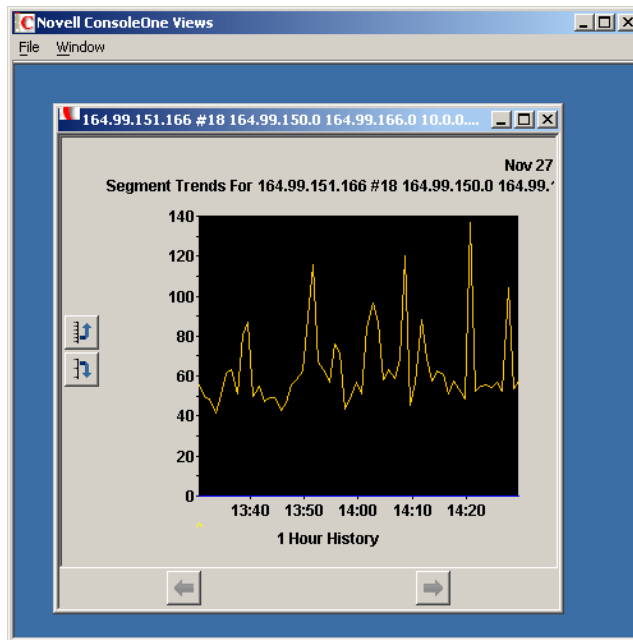 Novell ConsoleOne Views
File Window
164.99.151.166 #18 164.99.150.0 164.99.166.0 10.0.0....
Nov 27
Segment Trends For 164.99.151.166 #18 164.99.150.0 164.99.1
140
120
100
80
60
40
20
0
13:40 13:50 14:00 14:10 14:20
1 Hour History